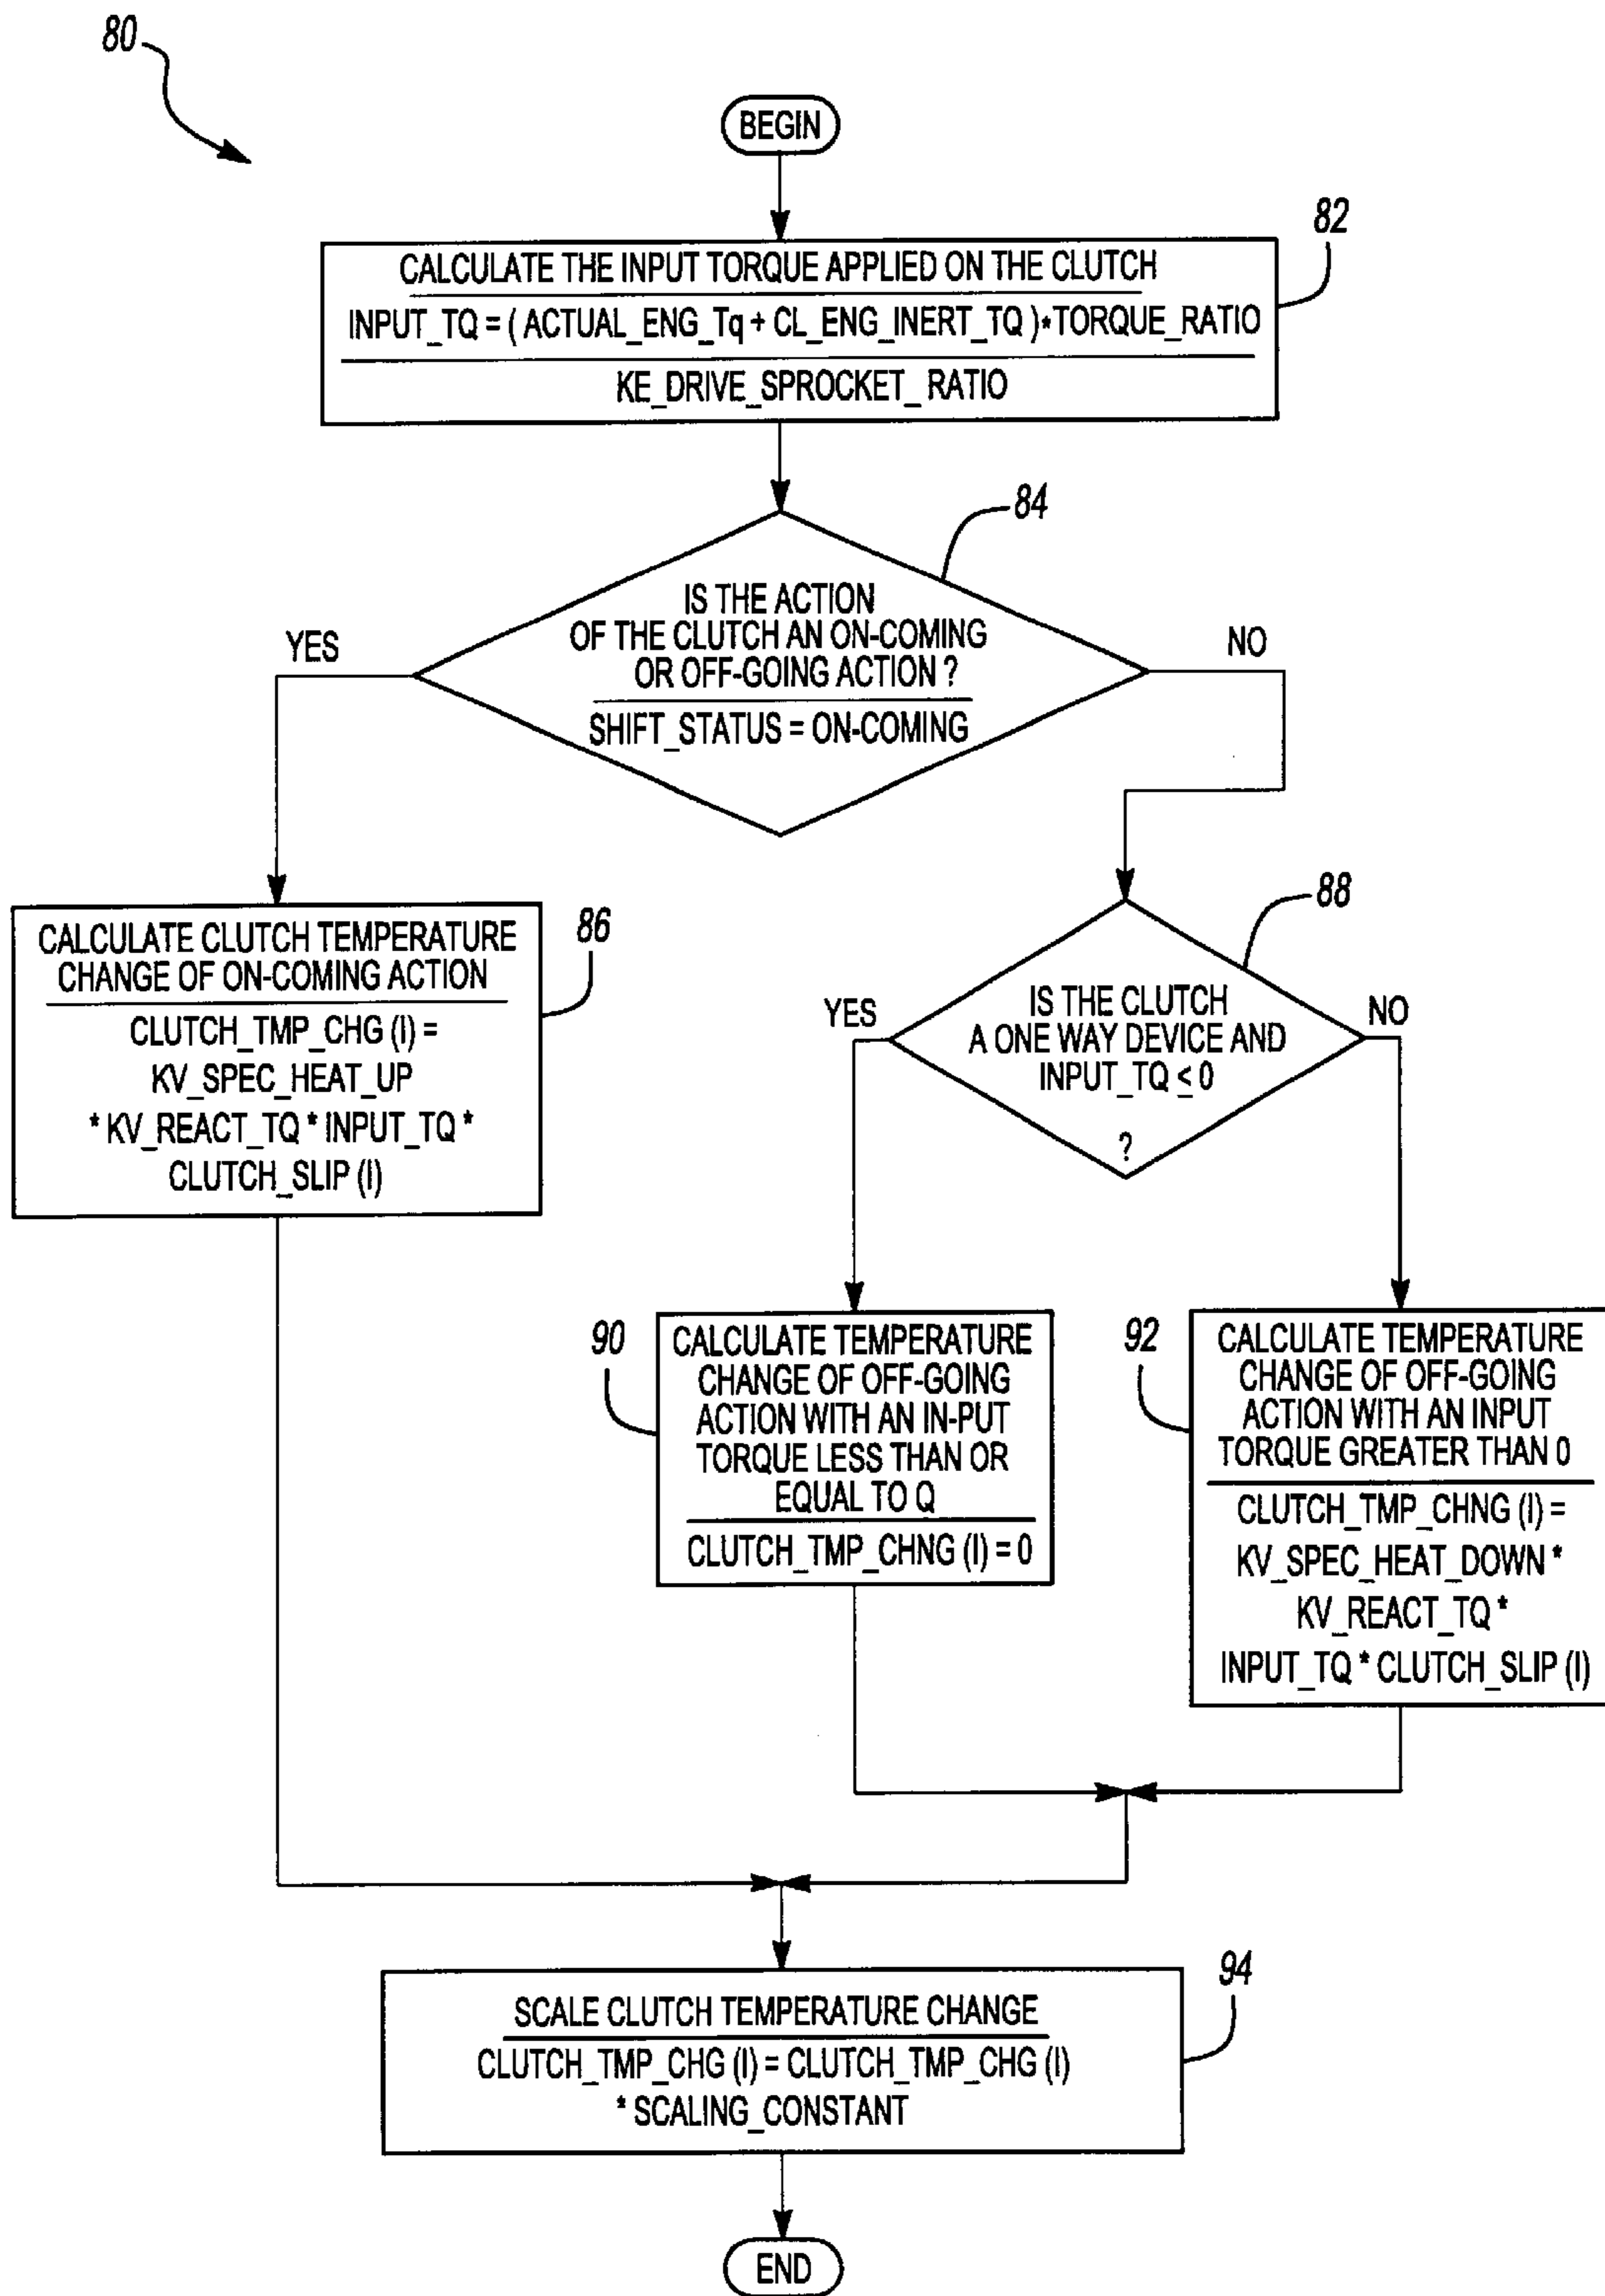 80
BEGIN
82
CALCULATE THE INPUT TORQUE APPLIED ON THE CLUTCH
INPUT_TQ = ( ACTUAL_ENG_Tq + CL_ENG_INERT_TQ )*TORQUE_RATIO
KE_DRIVE_SPROCKET_ RATIO
84
IS THE ACTION
OF THE CLUTCH AN ON-COMING
OR OFF-GOING ACTION ?
SHIFT_STATUS = ON-COMING
YES
NO
86
CALCULATE CLUTCH TEMPERATURE
CHANGE OF ON-COMING ACTION
CLUTCH_TMP_CHG (I) =
KV_SPEC_HEAT_UP
* KV_REACT_TQ * INPUT_TQ *
CLUTCH_SLIP (I)
88
IS THE CLUTCH
A ONE WAY DEVICE AND
INPUT_TQ ≤ 0
?
YES
NO
90
CALCULATE TEMPERATURE
CHANGE OF OFF-GOING
ACTION WITH AN IN-PUT
TORQUE LESS THAN OR
EQUAL TO Q
CLUTCH_TMP_CHNG (I) = 0
92
CALCULATE TEMPERATURE
CHANGE OF OFF-GOING
ACTION WITH AN INPUT
TORQUE GREATER THAN 0
CLUTCH_TMP_CHNG (I) =
KV_SPEC_HEAT_DOWN *
KV_REACT_TQ *
INPUT_TQ * CLUTCH_SLIP (I)
94
SCALE CLUTCH TEMPERATURE CHANGE
CLUTCH_TMP_CHG (I) = CLUTCH_TMP_CHG (I)
* SCALING_CONSTANT
END